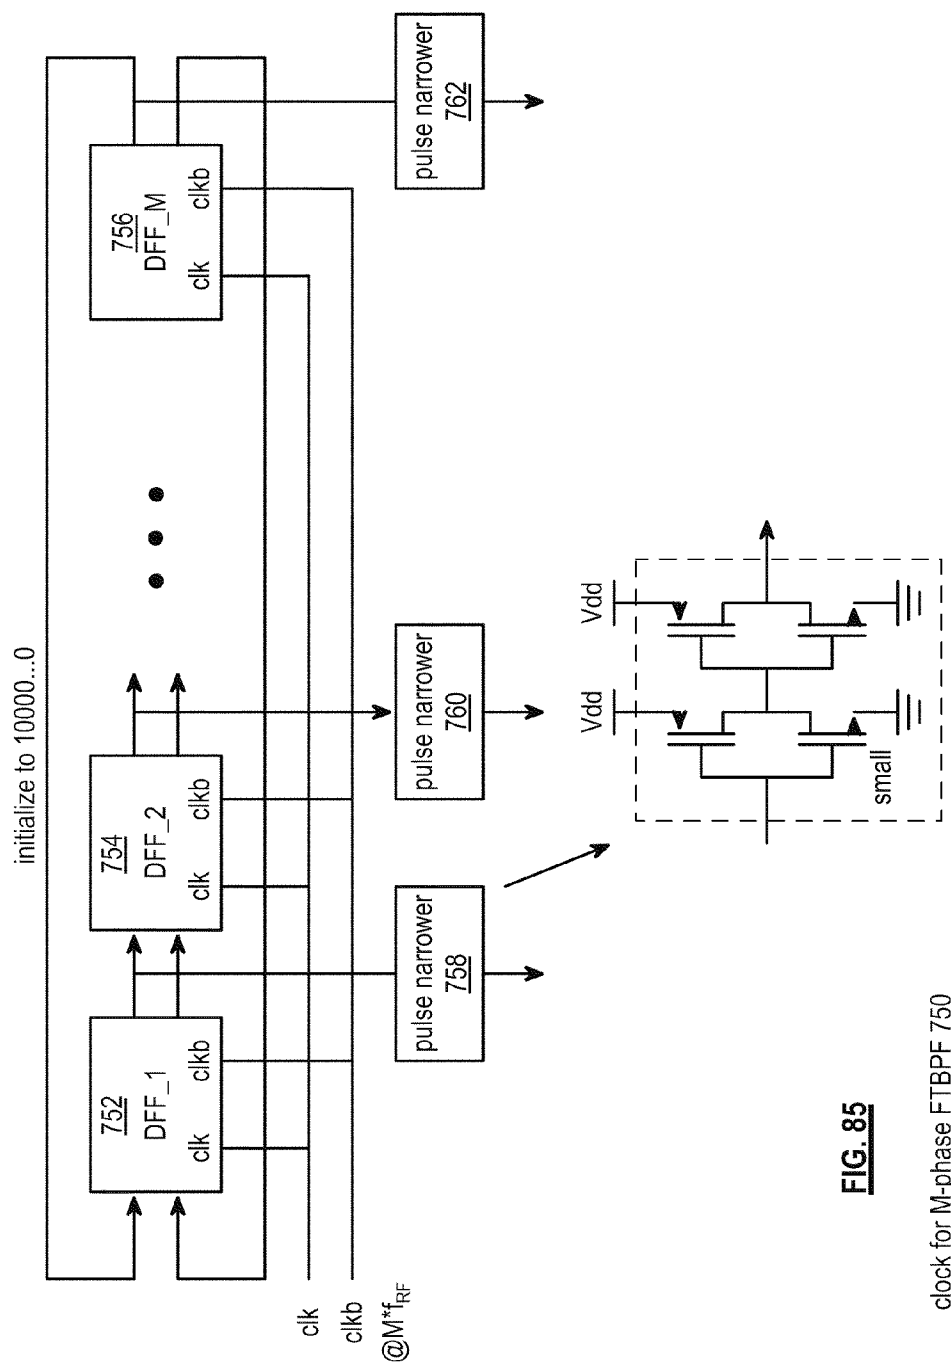 initialize to 10000...0
752
DFF_1
clk
clkb
754
DFF_2
clk
clkb
756
DFF_M
clk
clkb
clk
clkb
@M*fRF
pulse narrower
758
pulse narrower
760
pulse narrower
762
Vdd
Vdd
small
FIG. 85
clock for M-phase FTBPF 750